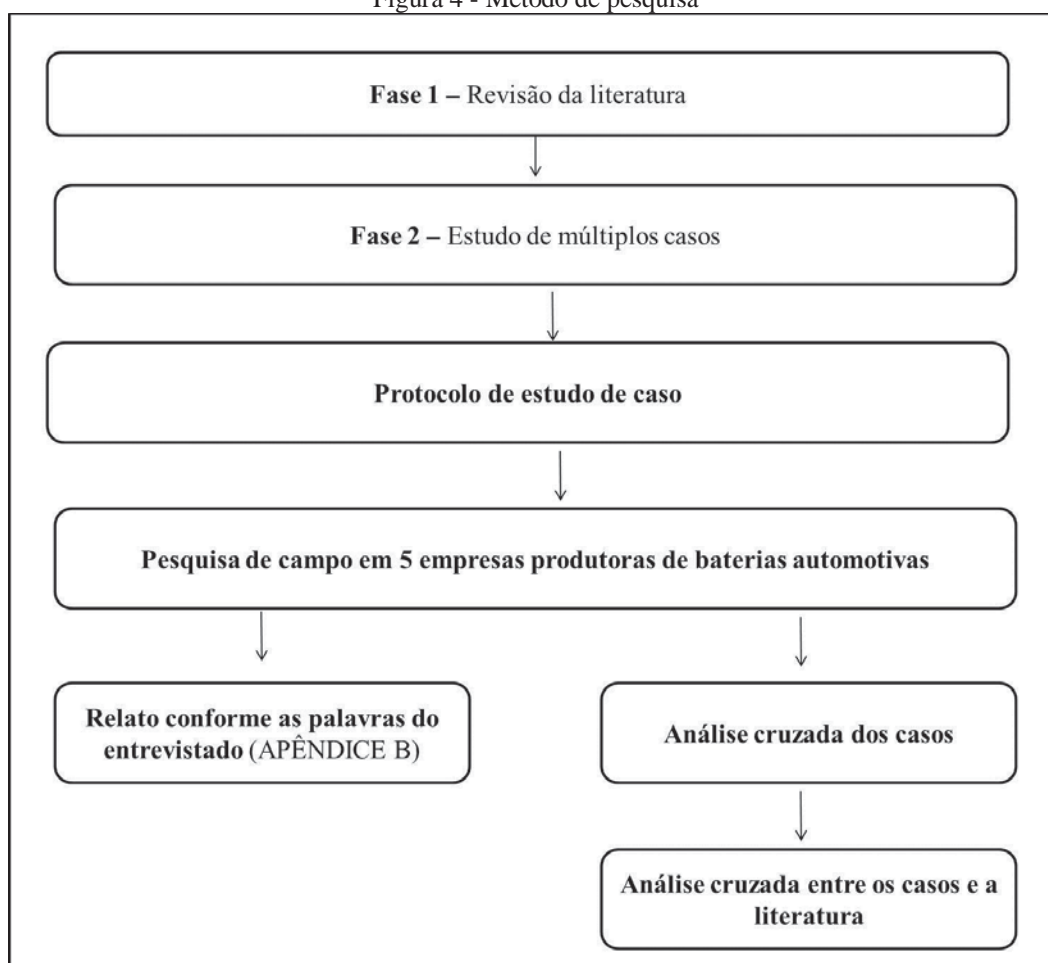 Figura 4 - Método de pesquisa
Fase 1 – Revisão da literatura
Fase 2 – Estudo de múltiplos casos
Protocolo de estudo de caso
Pesquisa de campo em 5 empresas produtoras de baterias automotivas
Relato conforme as palavras do
entrevistado (APÊNDICE B)
Análise cruzada dos casos
Análise cruzada entre os casos e a
literatura